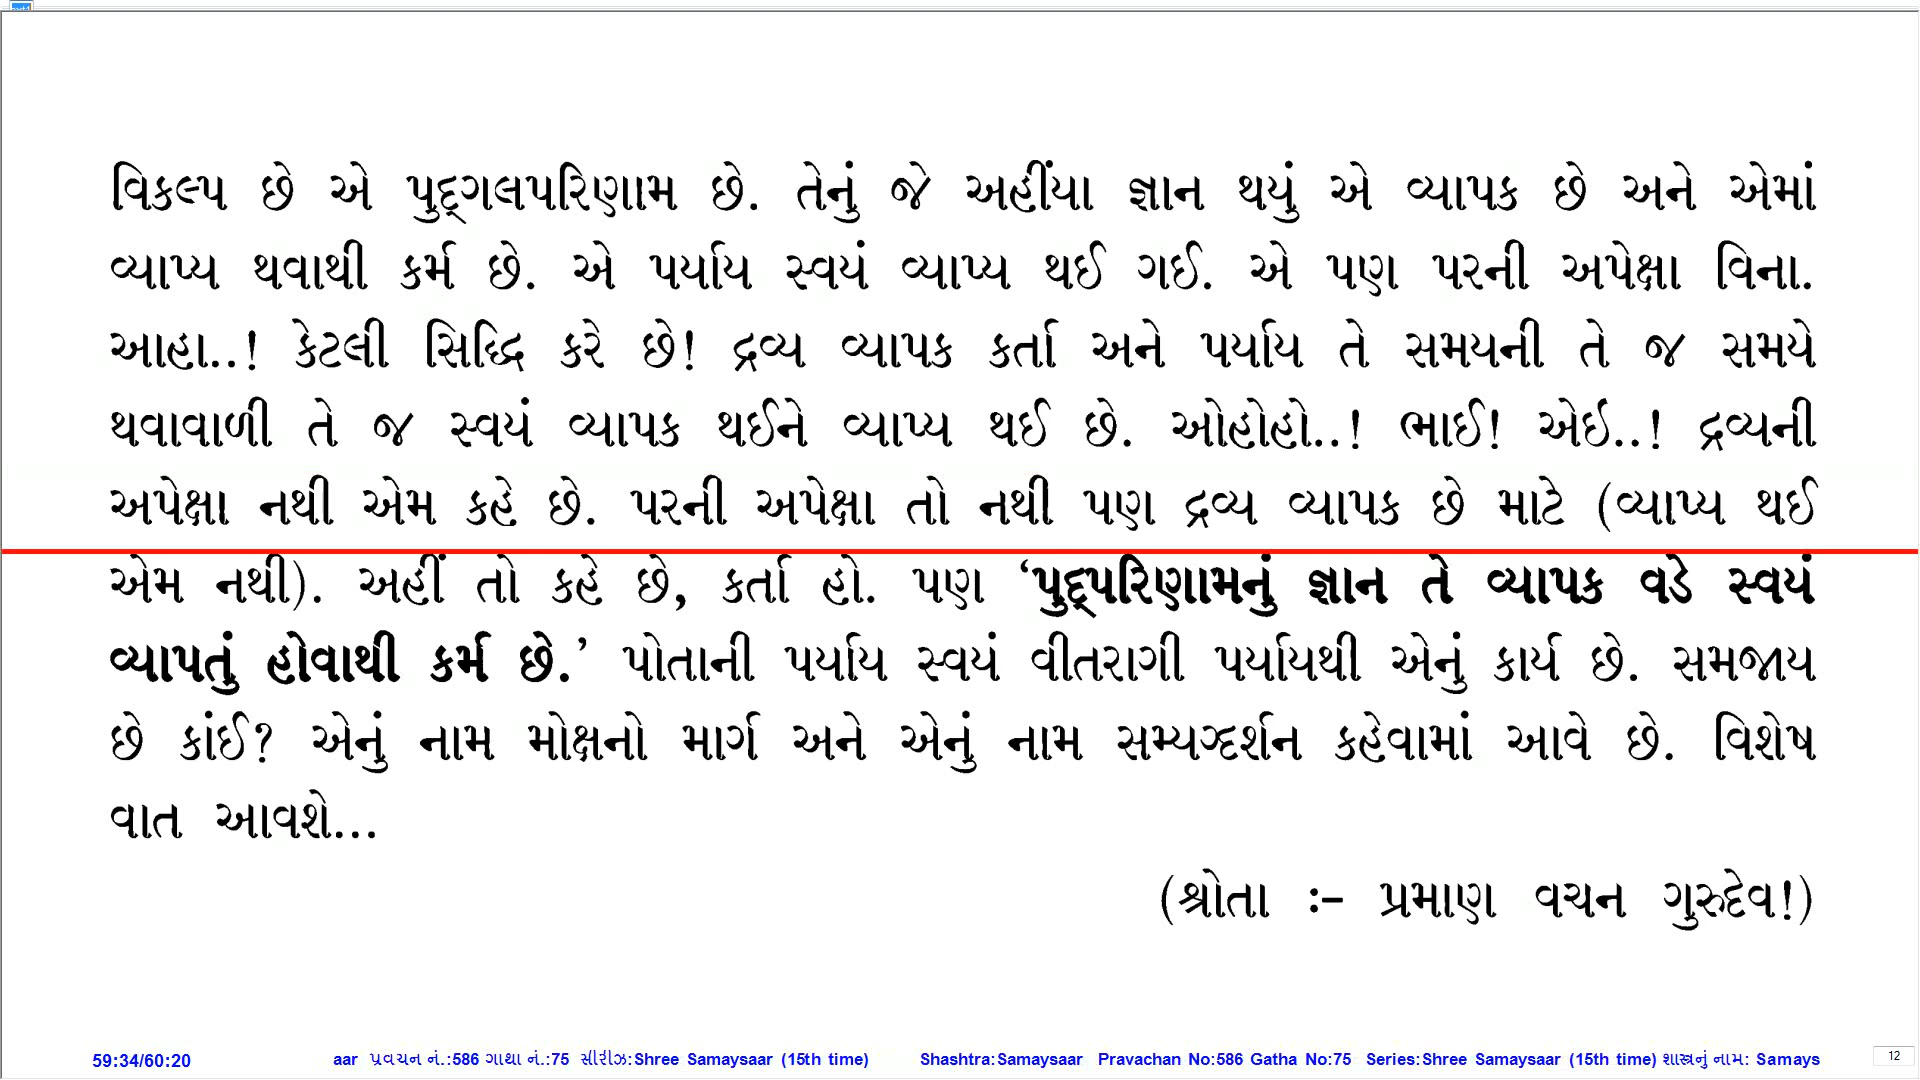 વિકલ્પ છે એ પુદ્ગલપરિણામ છે. તેનું જે અહીંયા જ્ઞાન થયું એ વ્યાપક છે અને એમાં
વ્યાપ્ય થવાથી કર્મ છે. એ પર્યાય સ્વયં વ્યાપ્ય થઈ ગઈ. એ પણ પરની અપેક્ષા વિના.
આહા..! કેટલી સિદ્ધિ કરે છે! દ્રવ્ય વ્યાપક કર્તા અને પર્યાય તે સમયની તે જ સમયે
થવાવાળી તે જ સ્વયં વ્યાપક થઈને વ્યાપ્ય થઈ છે. ઓહોહો..! ભાઈ! એઇ..! દ્રવ્યની
અપેક્ષા નથી એમ કહે છે. પરની અપેક્ષા તો નથી પણ દ્રવ્ય વ્યાપક છે માટે (વ્યાપ્ય થઈ
એમ નથી). અહીં તો કહે છે, કર્તા હો. પણ ‘પુદ્પરિણામનું જ્ઞાન તે વ્યાપક વડે સ્વયં
વ્યાપતું હોવાથી કર્મ છે.’ પોતાની પર્યાય સ્વયં વીતરાગી પર્યાયથી એનું કાર્ય છે. સમજાય
છે કાંઈ? એનું નામ મોક્ષનો માર્ગ અને એનું નામ સમ્યગ્દર્શન કહેવામાં આવે છે. વિશેષ
વાત આવશે...
(શ્રોતા :– પ્રમાણ વચન ગુરુદેવ!)
59:34/60:20 aar પ્રવચન નં.:586 ગાથા નં.:75 સીરીઝ:Shree Samaysaar (15th time) Shashtra:Samaysaar Pravachan No:586 Gatha No:75 Series:Shree Samaysaar (15th time) શાસ્ત્રનું નામ: Samays 12